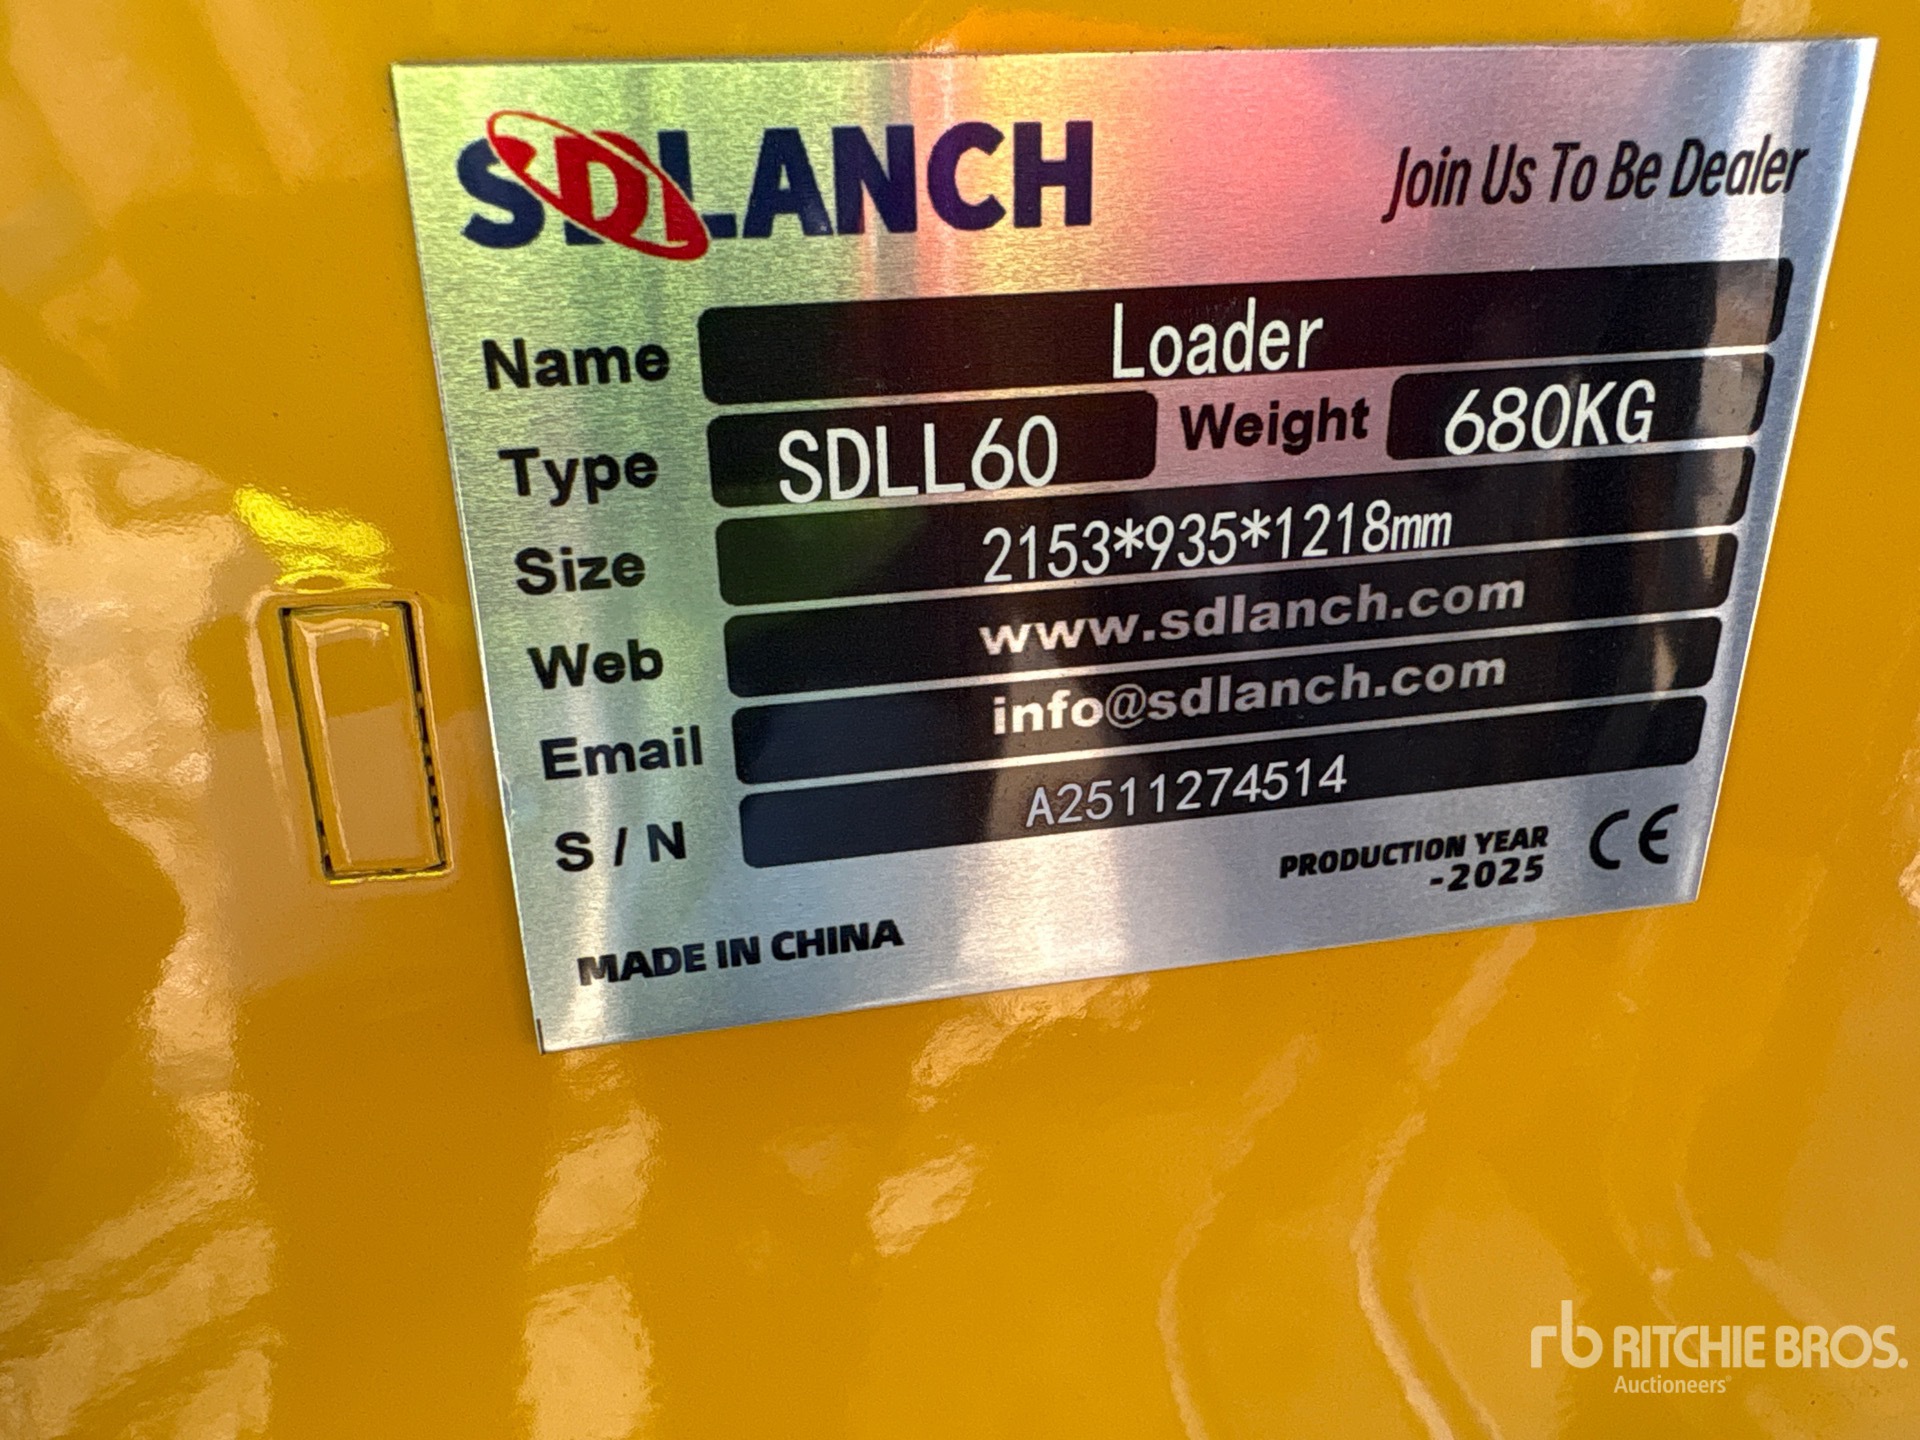 SDLANCH
Join Us To Be Dealer
Name Loader
Type SDLL60 Weight 680KG
Size 2153*935*1218mm
Web www.sdlanch.com
Email info@sdlanch.com
S / N A2511274514
PRODUCTION YEAR
-2025
CE
MADE IN CHINA
rb RITCHIE BROS.
Auctioneers